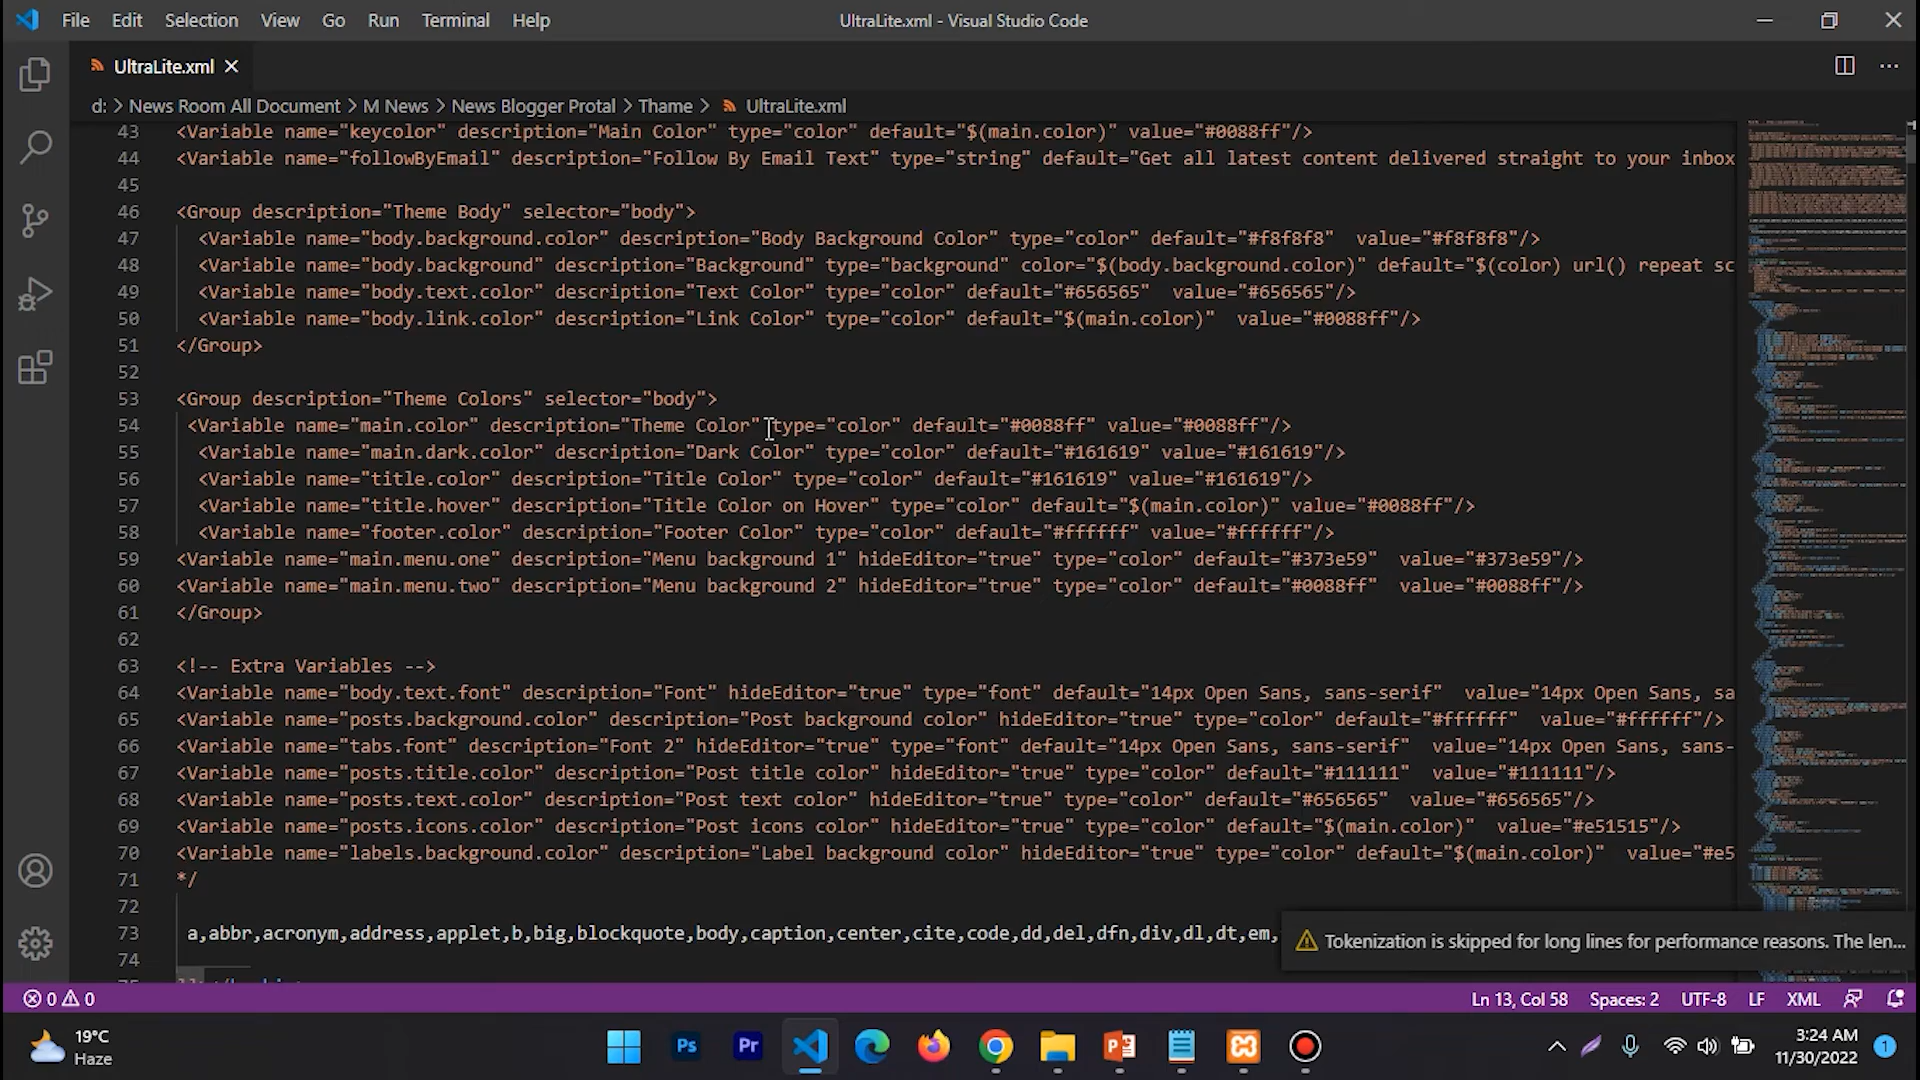 File Edit Selection View Go Run Terminal Help UltraLite.xml - Visual Studio Code
UltraLite.xml
d: > News Room All Document > M News > News Blogger Protal > Thame > UltraLite.xml
43 <Variable name="keycolor" description="Main Color" type="color" default="$(main.color)" value="#0088ff"/>
44 <Variable name="followByEmail" description="Follow By Email Text" type="string" default="Get all latest content delivered straight to your inbox
45
46 <Group description="Theme Body" selector="body">
47 <Variable name="body.background.color" description="Body Background Color" type="color" default="#f8f8f8" value="#f8f8f8"/>
48 <Variable name="body.background" description="Background" type="background" color="$(body.background.color)" default="$(color) url() repeat sc
49 <Variable name="body.text.color" description="Text Color" type="color" default="#656565" value="#656565"/>
50 <Variable name="body.link.color" description="Link Color" type="color" default="$(main.color)" value="#0088ff"/>
51 </Group>
52
53 <Group description="Theme Colors" selector="body">
54 <Variable name="main.color" description="Theme Color" type="color" default="#0088ff" value="#0088ff"/>
55 <Variable name="main.dark.color" description="Dark Color" type="color" default="#161619" value="#161619"/>
56 <Variable name="title.color" description="Title Color" type="color" default="#161619" value="#161619"/>
57 <Variable name="title.hover" description="Title Color on Hover" type="color" default="$(main.color)" value="#0088ff"/>
58 <Variable name="footer.color" description="Footer Color" type="color" default="#ffffff" value="#ffffff"/>
59 <Variable name="main.menu.one" description="Menu background 1" hideEditor="true" type="color" default="#373e59" value="#373e59"/>
60 <Variable name="main.menu.two" description="Menu background 2" hideEditor="true" type="color" default="#0088ff" value="#0088ff"/>
61 </Group>
62
63 <!-- Extra Variables -->
64 <Variable name="body.text.font" description="Font" hideEditor="true" type="font" default="14px Open Sans, sans-serif" value="14px Open Sans, sa
65 <Variable name="posts.background.color" description="Post background color" hideEditor="true" type="color" default="#ffffff" value="#ffffff"/>
66 <Variable name="tabs.font" description="Font 2" hideEditor="true" type="font" default="14px Open Sans, sans-serif" value="14px Open Sans, sans-
67 <Variable name="posts.title.color" description="Post title color" hideEditor="true" type="color" default="#111111" value="#111111"/>
68 <Variable name="posts.text.color" description="Post text color" hideEditor="true" type="color" default="#656565" value="#656565"/>
69 <Variable name="posts.icons.color" description="Post icons color" hideEditor="true" type="color" default="$(main.color)" value="#e51515"/>
70 <Variable name="labels.background.color" description="Label background color" hideEditor="true" type="color" default="$(main.color)" value="#e5
71 */
72
73 a,abbr,acronym,address,applet,b,big,blockquote,body,caption,center,cite,code,dd,del,dfn,div,dl,dt,em,
74
Tokenization is skipped for long lines for performance reasons. The len...
0 0 Ln 13, Col 58 Spaces: 2 UTF-8 LF XML
19°C
Haze
Ps Pr
3:24 AM
11/30/2022
1